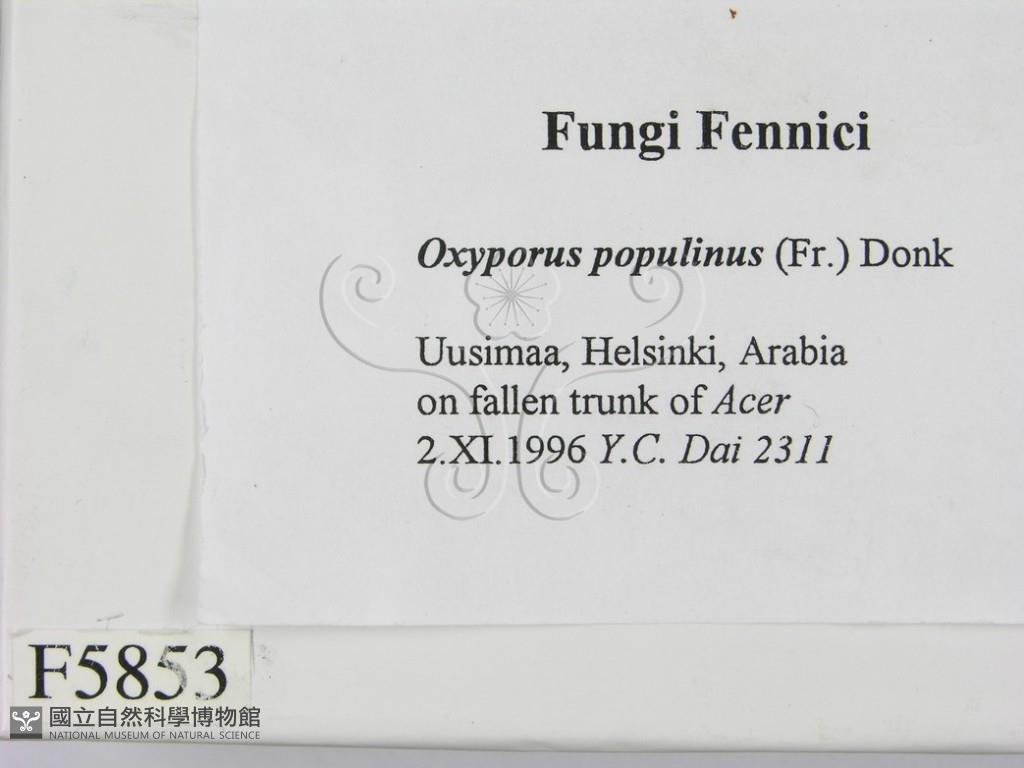 Fungi Fennici
Oxyporus populinus (Fr.) Donk
Uusimaa, Helsinki, Arabia
on fallen trunk of Acer
2.XI.1996 Y.C. Dai 2311
F5853
國立自然科學博物館
NATIONAL MUSEUM OF NATURAL SCIENCE